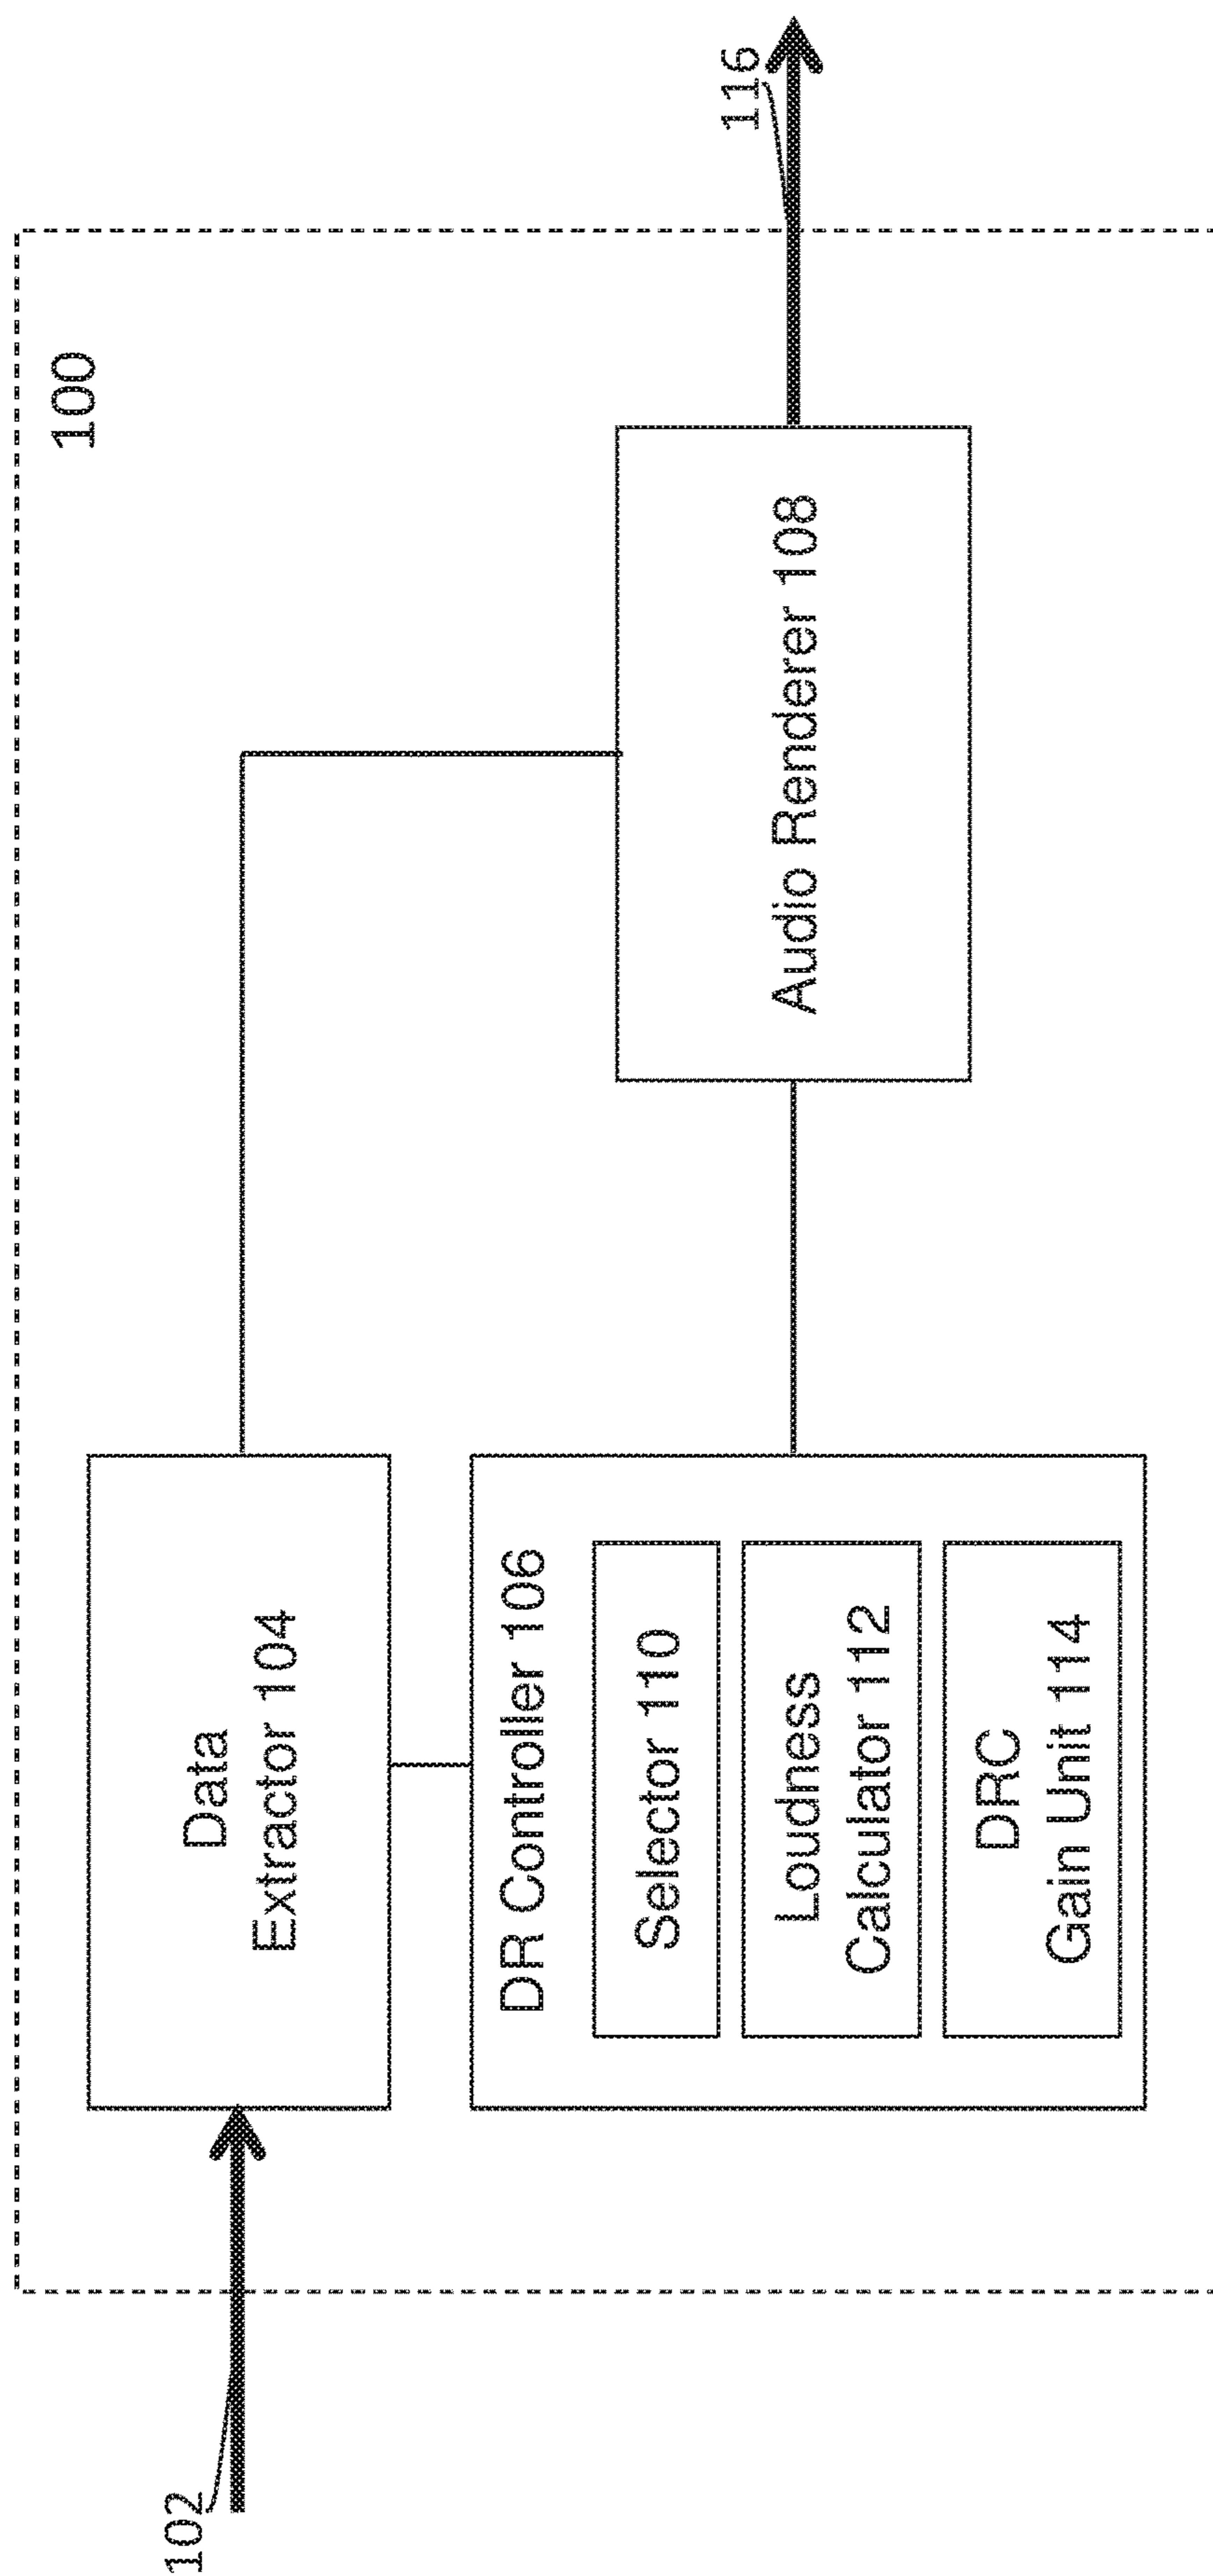 100
102
Data
Extractor 104
DR Controller 106
Selector 110
Loudness
Calculator 112
DRC
Gain Unit 114
Audio Renderer 108
116